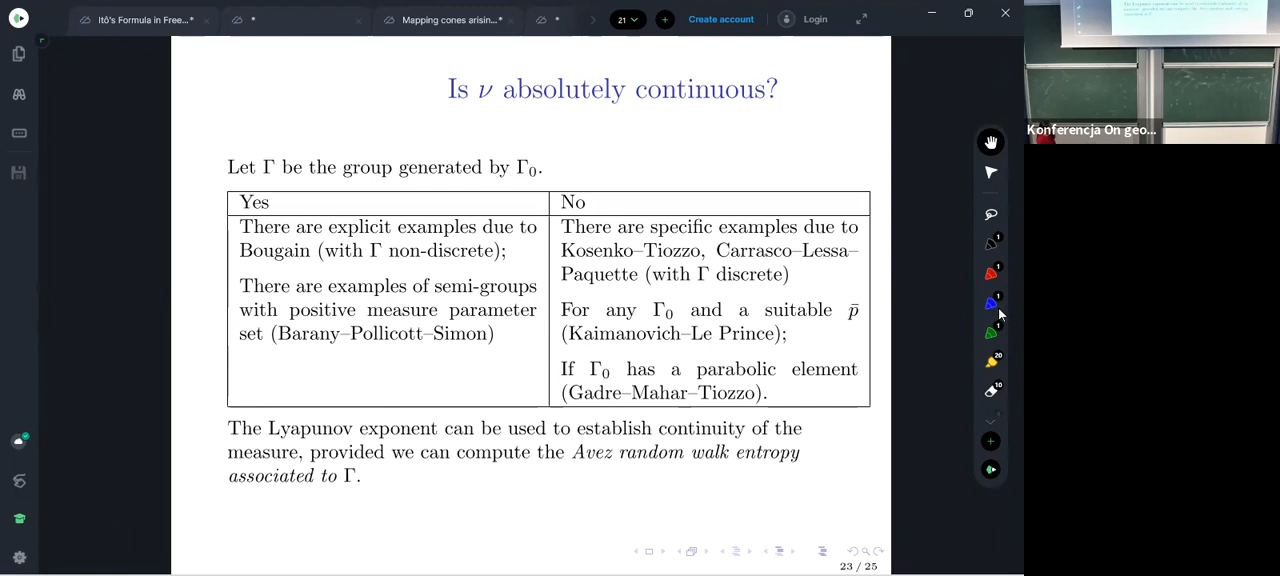 Itô's Formula in Free...*
*
Mapping cones arisin...*
*
21
Create account
Login
Is ν absolutely continuous?
Let Γ be the group generated by Γ₀.
Yes
There are explicit examples due to
Bougain (with Γ non-discrete);
There are examples of semi-groups
with positive measure parameter
set (Barany–Pollicott–Simon)
No
There are specific examples due to
Kosenko–Tiozzo, Carrasco–Lessa–
Paquette (with Γ discrete)
For any Γ₀ and a suitable p̄
(Kaimanovich–Le Prince);
If Γ₀ has a parabolic element
(Gadre–Mahar–Tiozzo).
The Lyapunov exponent can be used to establish continuity of the
measure, provided we can compute the Avez random walk entropy
associated to Γ.
23 / 25
1
1
1
1
20
10
Konferencja On geo...